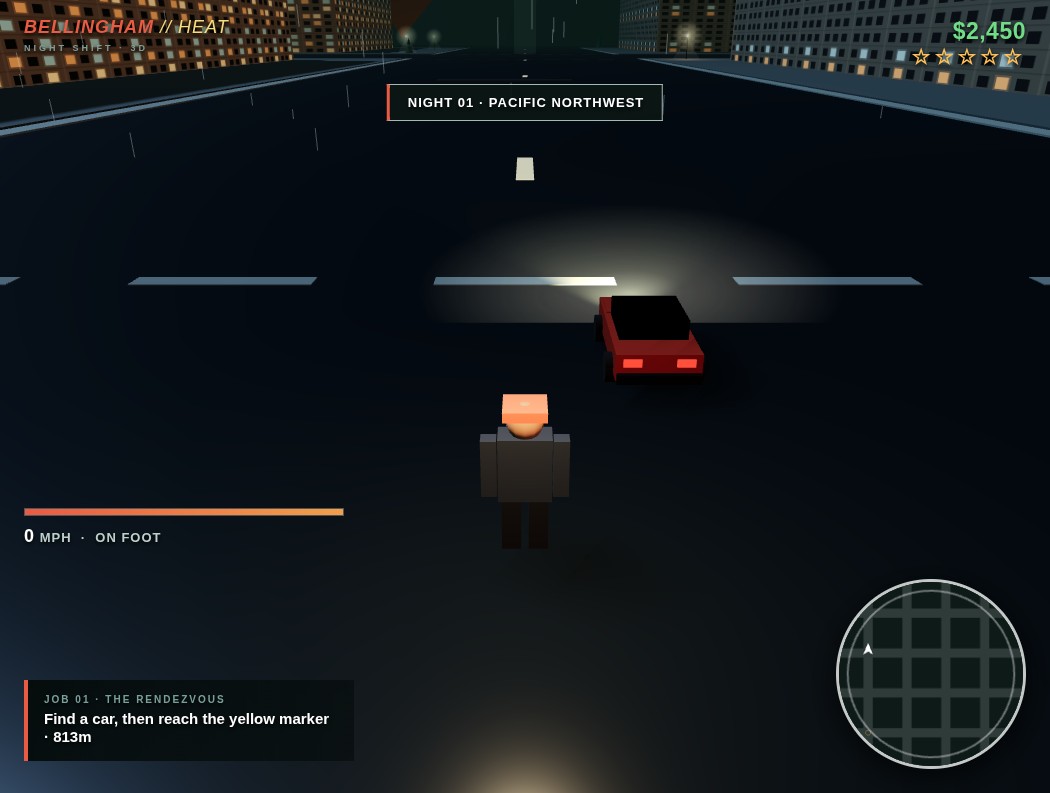 BELLINGHAM // HEAT
NIGHT SHIFT · 3D
$2,450
☆☆☆☆☆
NIGHT 01 · PACIFIC NORTHWEST
0 MPH · ON FOOT
JOB 01 · THE RENDEZVOUS
Find a car, then reach the yellow marker
· 813m